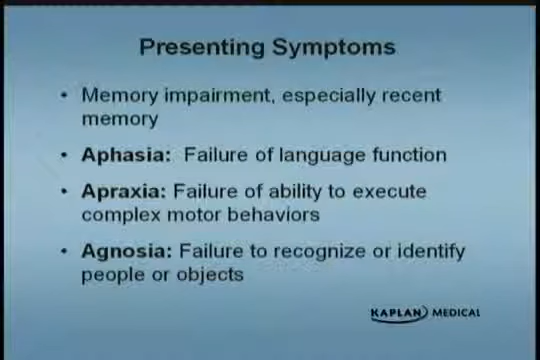 Presenting Symptoms
• Memory impairment, especially recent
memory
• Aphasia: Failure of language function
• Apraxia: Failure of ability to execute
complex motor behaviors
• Agnosia: Failure to recognize or identify
people or objects
KAPLAN MEDICAL